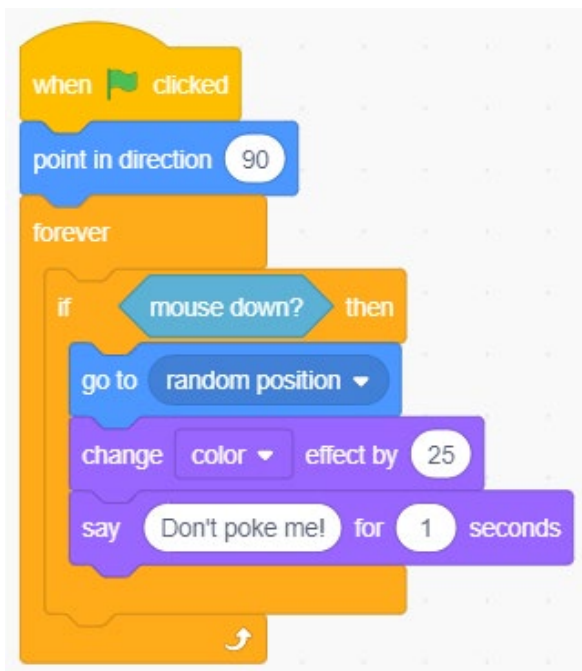 when clicked
point in direction 90
forever
if mouse down? then
go to random position
change color effect by 25
say Don't poke me! for 1 seconds